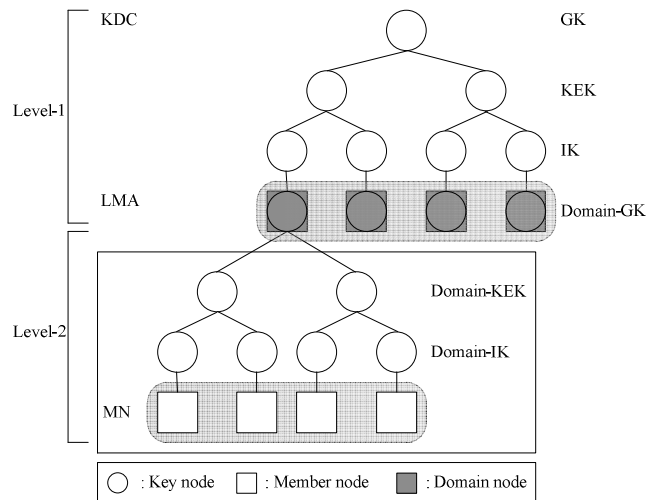 KDC
GK
Level-1
KEK
IK
LMA
Domain-GK
Level-2
Domain-KEK
Domain-IK
MN
: Key node
: Member node
: Domain node